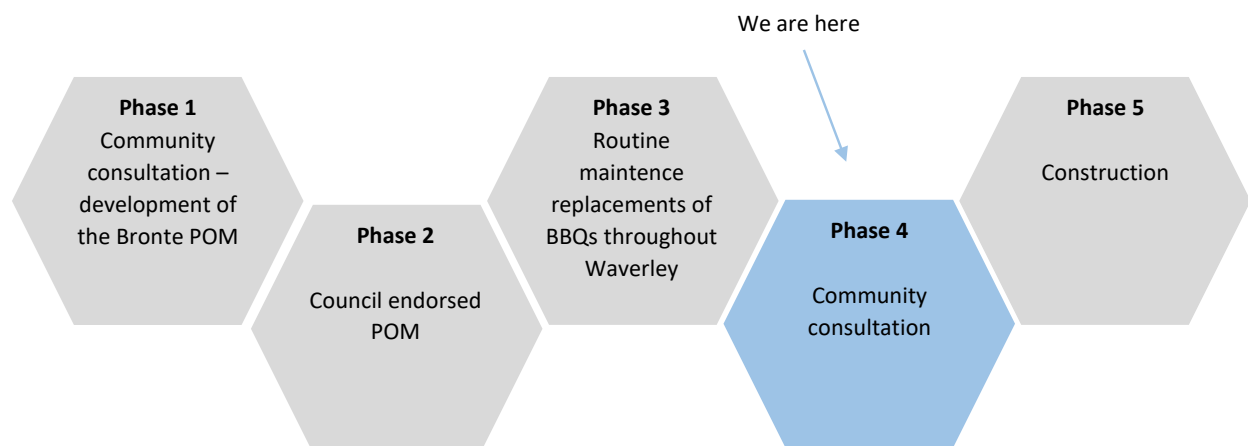 We are here
Phase 1
Community
consultation –
development of
the Bronte POM
Phase 2
Council endorsed
POM
Phase 3
Routine
maintence
replacements of
BBQs throughout
Waverley
Phase 4
Community
consultation
Phase 5
Construction